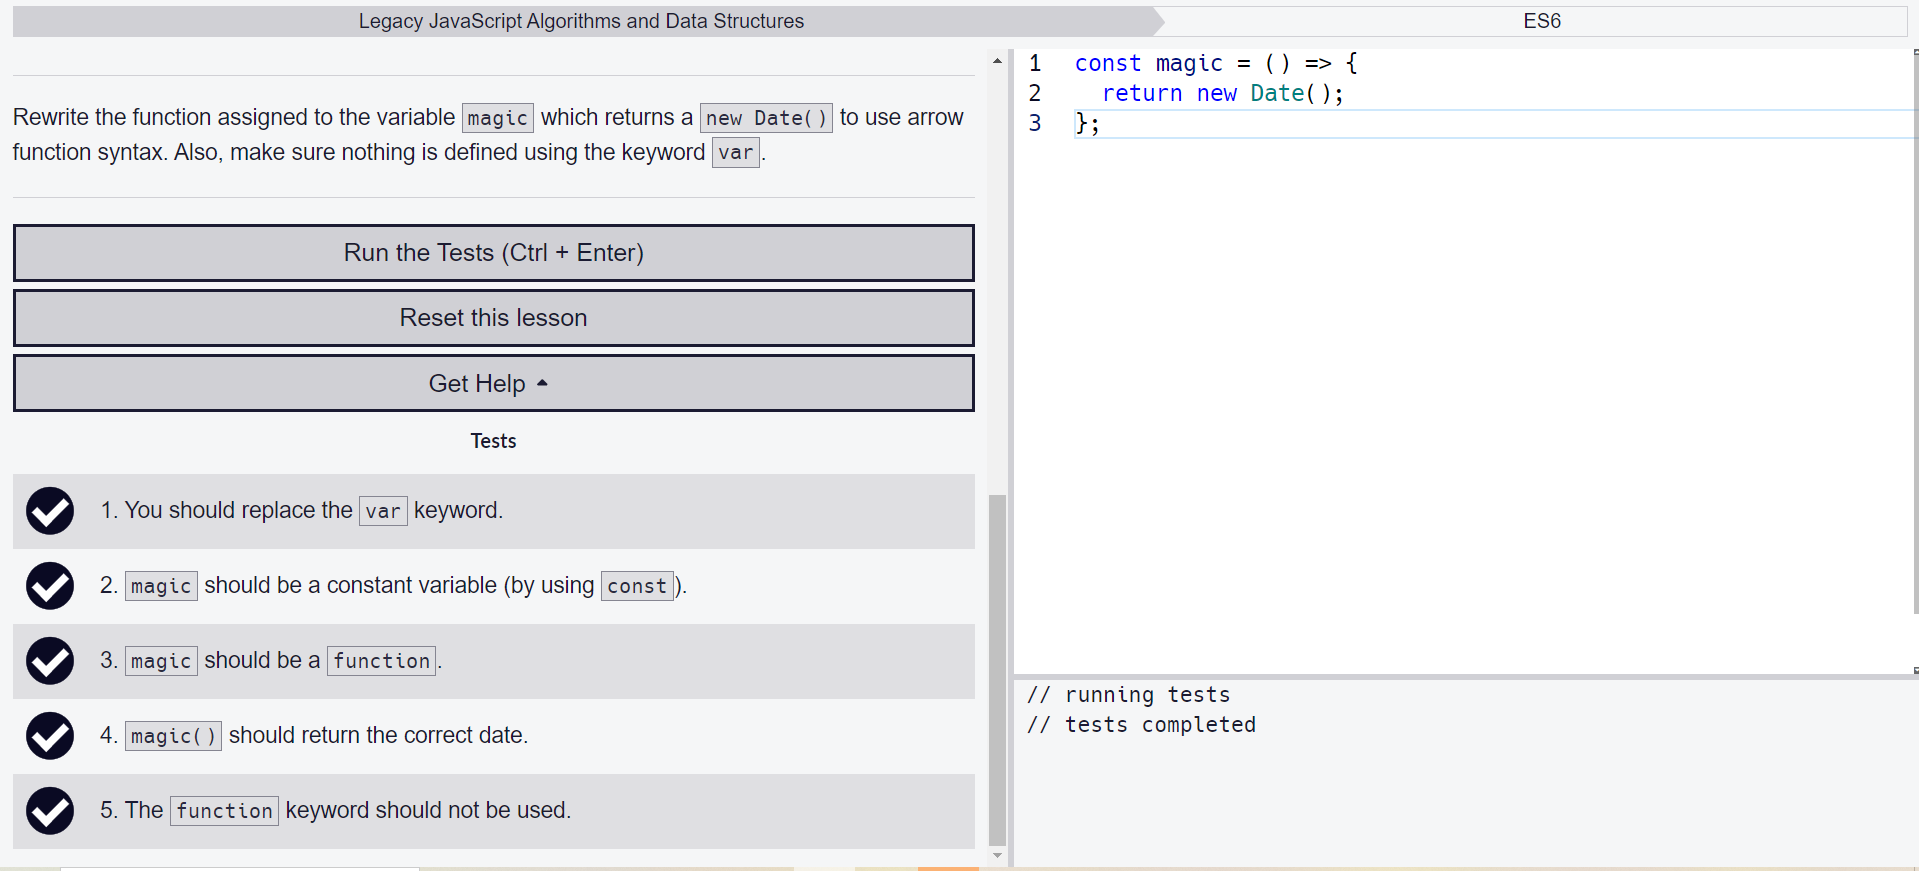 Legacy JavaScript Algorithms and Data Structures
ES6
Rewrite the function assigned to the variable magic which returns a new Date() to use arrow
function syntax. Also, make sure nothing is defined using the keyword var.
Run the Tests (Ctrl + Enter)
Reset this lesson
Get Help
Tests
1. You should replace the var keyword.
2. magic should be a constant variable (by using const).
3. magic should be a function.
4. magic() should return the correct date.
5. The function keyword should not be used.
1 const magic = () => {
2   return new Date();
3 };
// running tests
// tests completed